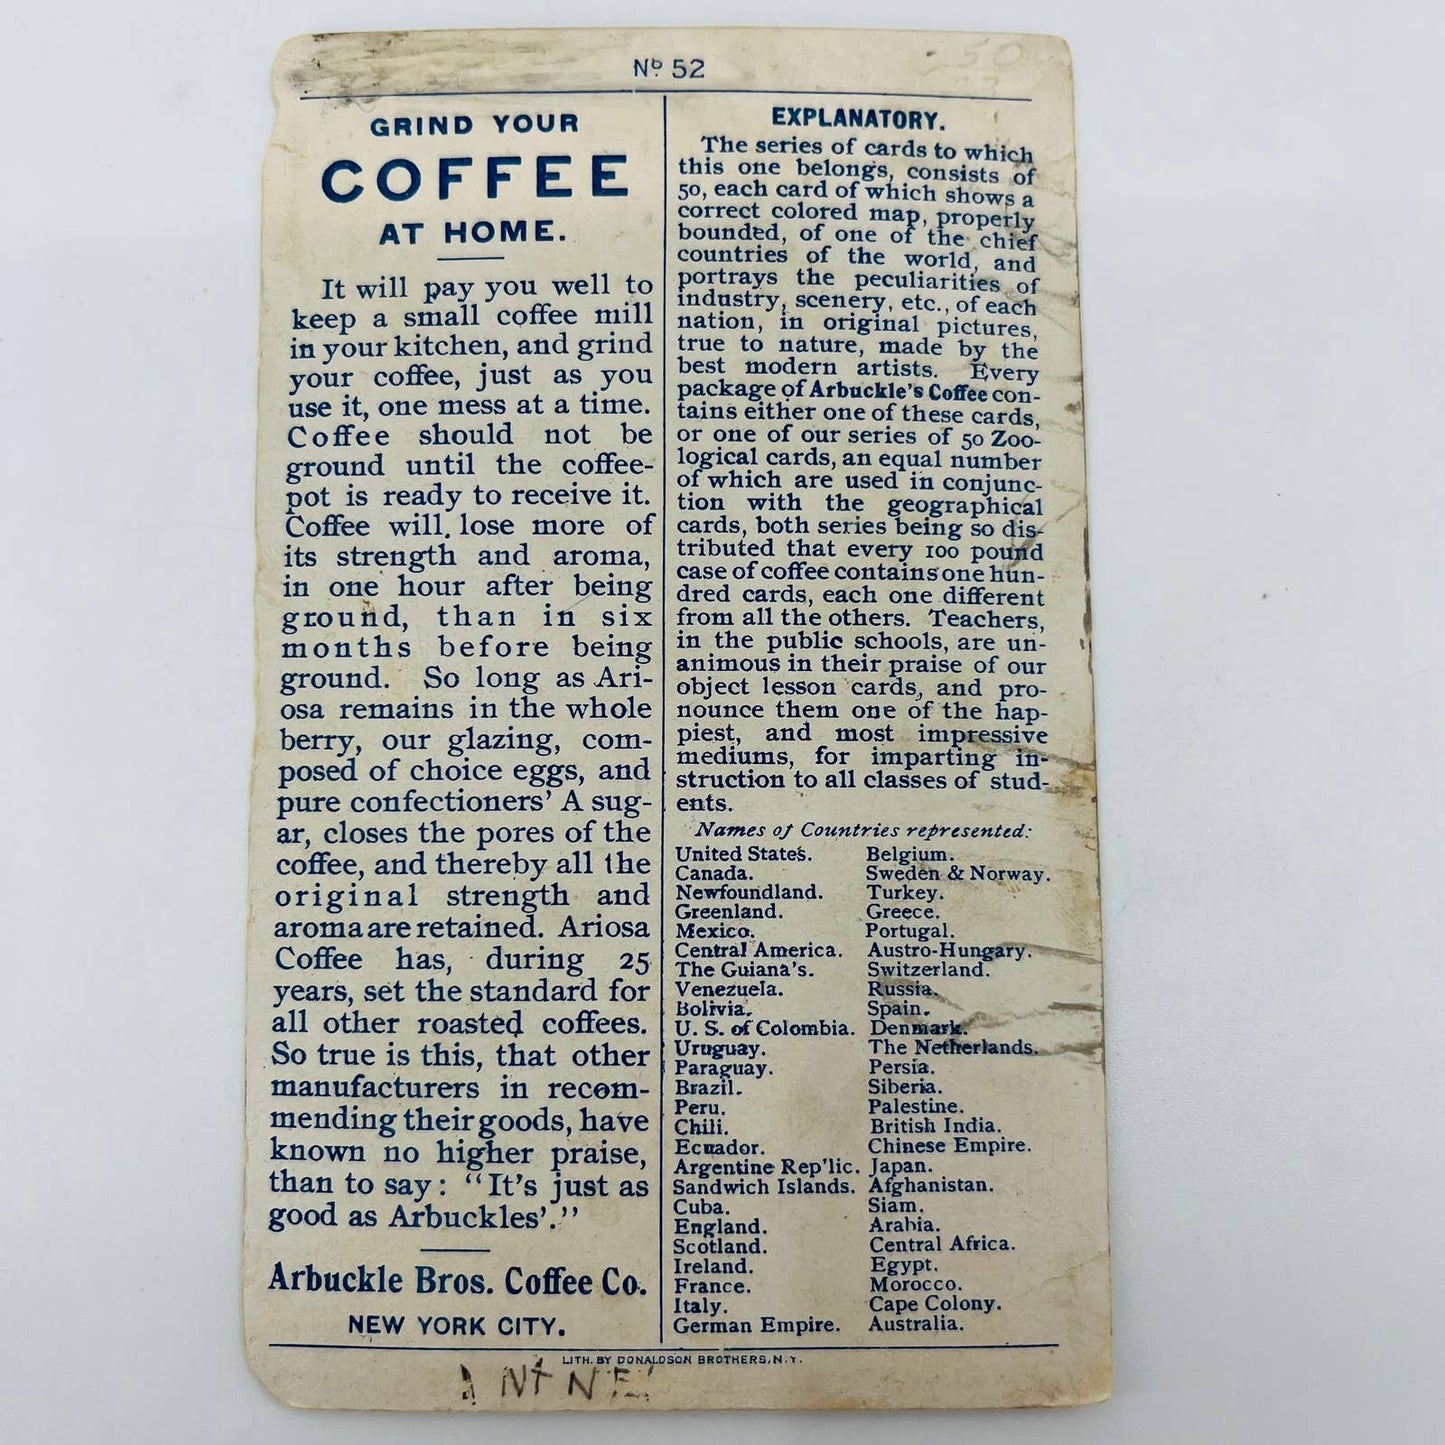 Nº 52
GRIND YOUR
COFFEE
AT HOME.
It will pay you well to
keep a small coffee mill
in your kitchen, and grind
your coffee, just as you
use it, one mess at a time.
Coffee should not be
ground until the coffee-
pot is ready to receive it.
Coffee will lose more of
its strength and aroma,
in one hour after being
ground, than in six
months before being
ground. So long as Ari-
osa remains in the whole
berry, our glazing, com-
posed of choice eggs, and
pure confectioners' A sug-
ar, closes the pores of the
coffee, and thereby all the
original strength and
aroma are retained. Ariosa
Coffee has, during 25
years, set the standard for
all other roasted coffees.
So true is this, that other
manufacturers in recom-
mending their goods, have
known no higher praise,
than to say: "It's just as
good as Arbuckles'."
Arbuckle Bros. Coffee Co.
NEW YORK CITY.
EXPLANATORY.
The series of cards to which
this one belongs, consists of
50, each card of which shows a
correct colored map, properly
bounded, of one of the chief
countries of the world, and
portrays the peculiarities of
industry, scenery, etc., of each
nation, in original pictures,
true to nature, made by the
best modern artists. Every
package of Arbuckle's Coffee con-
tains either one of these cards,
or one of our series of 50 Zoo-
logical cards, an equal number
of which are used in conjunc-
tion with the geographical
cards, both series being so dis-
tributed that every 100 pound
case of coffee contains one hun-
dred cards, each one different
from all the others. Teachers,
in the public schools, are un-
animous in their praise of our
object lesson cards, and pro-
nounce them one of the hap-
piest, and most impressive
mediums, for imparting in-
struction to all classes of stud-
ents.
Names of Countries represented:
United States.
Canada.
Newfoundland.
Greenland.
Mexico.
Central America.
The Guiana's.
Venezuela.
Bolivia.
U. S. of Colombia.
Uruguay.
Paraguay.
Brazil.
Peru.
Chili.
Ecuador.
Argentine Rep'lic.
Sandwich Islands.
Cuba.
England.
Scotland.
Ireland.
France.
Italy.
German Empire.
Belgium.
Sweden & Norway.
Turkey.
Greece.
Portugal.
Austro-Hungary.
Switzerland.
Russia.
Spain.
Denmark.
The Netherlands.
Persia.
Siberia.
Palestine.
British India.
Chinese Empire.
Japan.
Afghanistan.
Siam.
Arabia.
Central Africa.
Egypt.
Morocco.
Cape Colony.
Australia.
LITH. BY DONALDSON BROTHERS, N.Y.